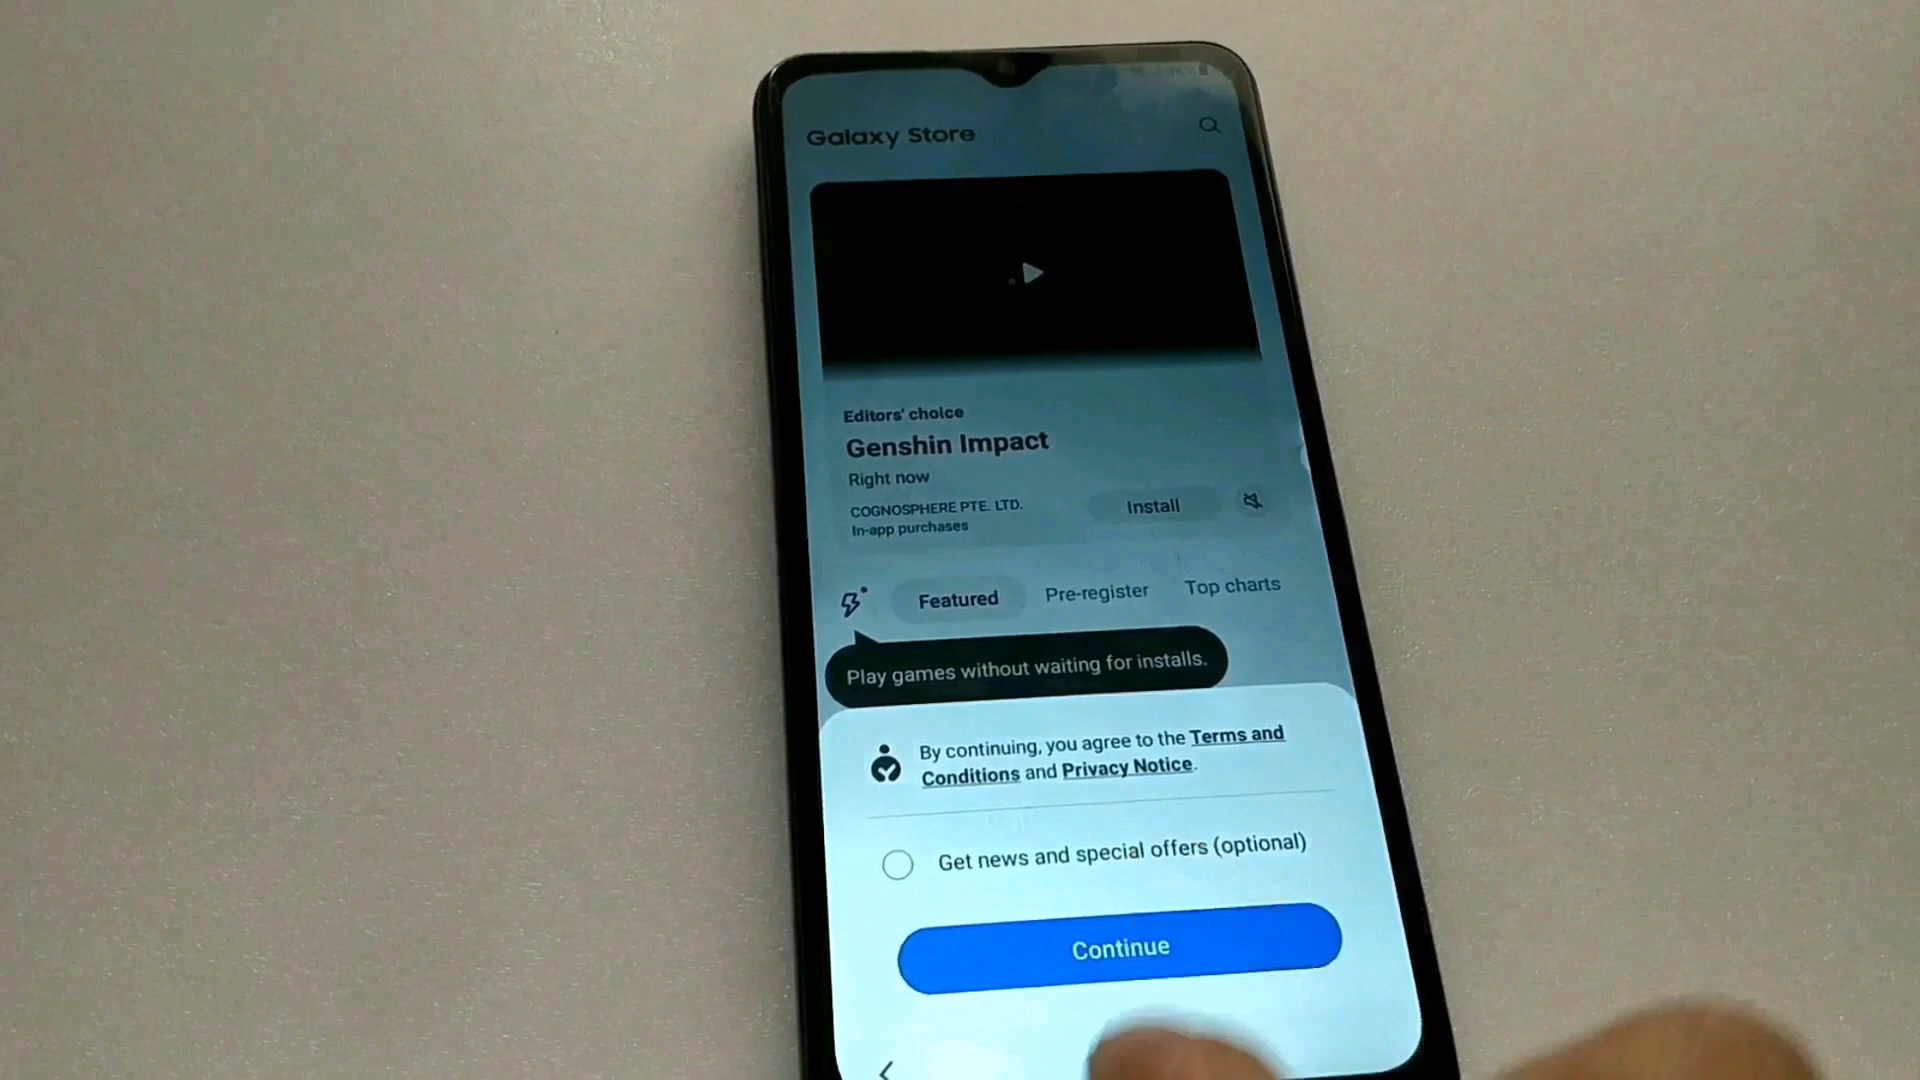 Galaxy Store
Editors' choice
Genshin Impact
Right now
COGNOSPHERE PTE. LTD.
In-app purchases
Install
Featured
Pre-register
Top charts
Play games without waiting for installs.
By continuing, you agree to the Terms and
Conditions and Privacy Notice.
Get news and special offers (optional)
Continue